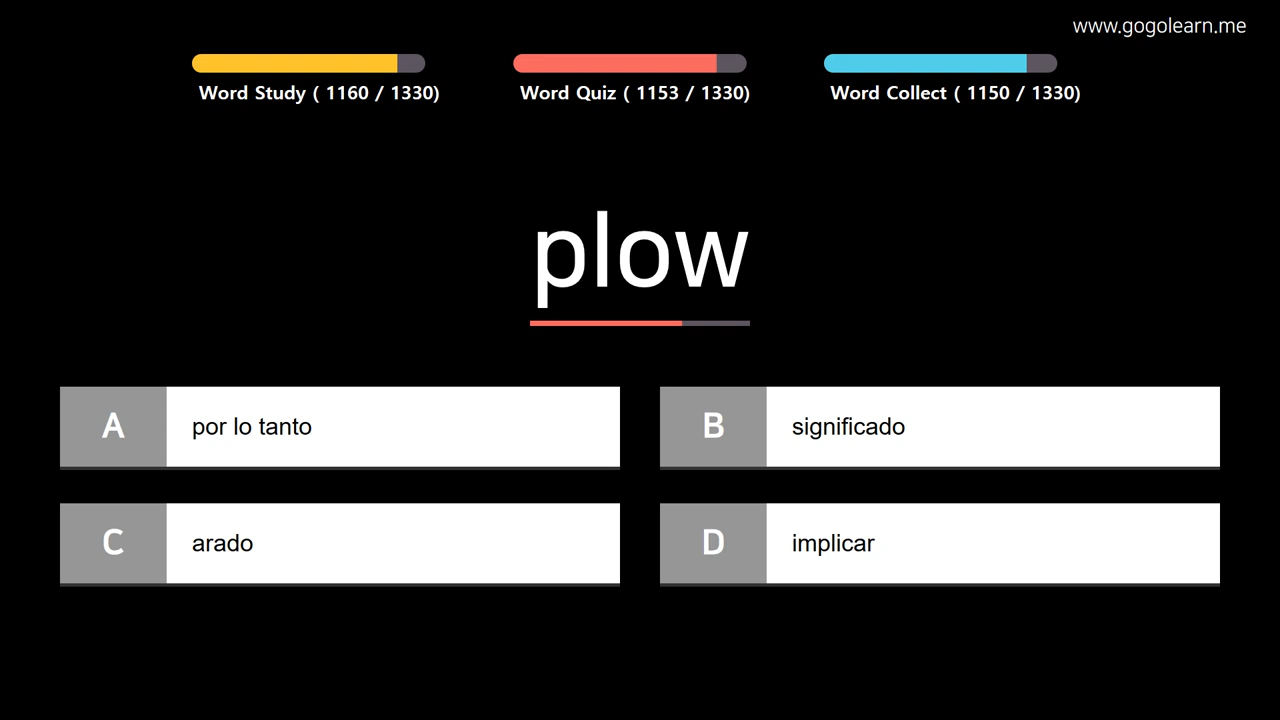 www.gogolearn.me
Word Study ( 1160 / 1330)
Word Quiz ( 1153 / 1330)
Word Collect ( 1150 / 1330)
plow
A por lo tanto
B significado
C arado
D implicar